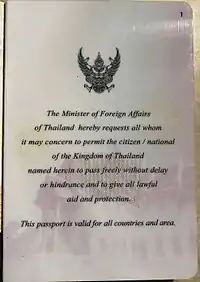 1
The Minister of Foreign Affairs
of Thailand hereby requests all whom
it may concern to permit the citizen / national
of the Kingdom of Thailand
named herein to pass freely without delay
or hindrance and to give all lawful
aid and protection.
This passport is valid for all countries and area.